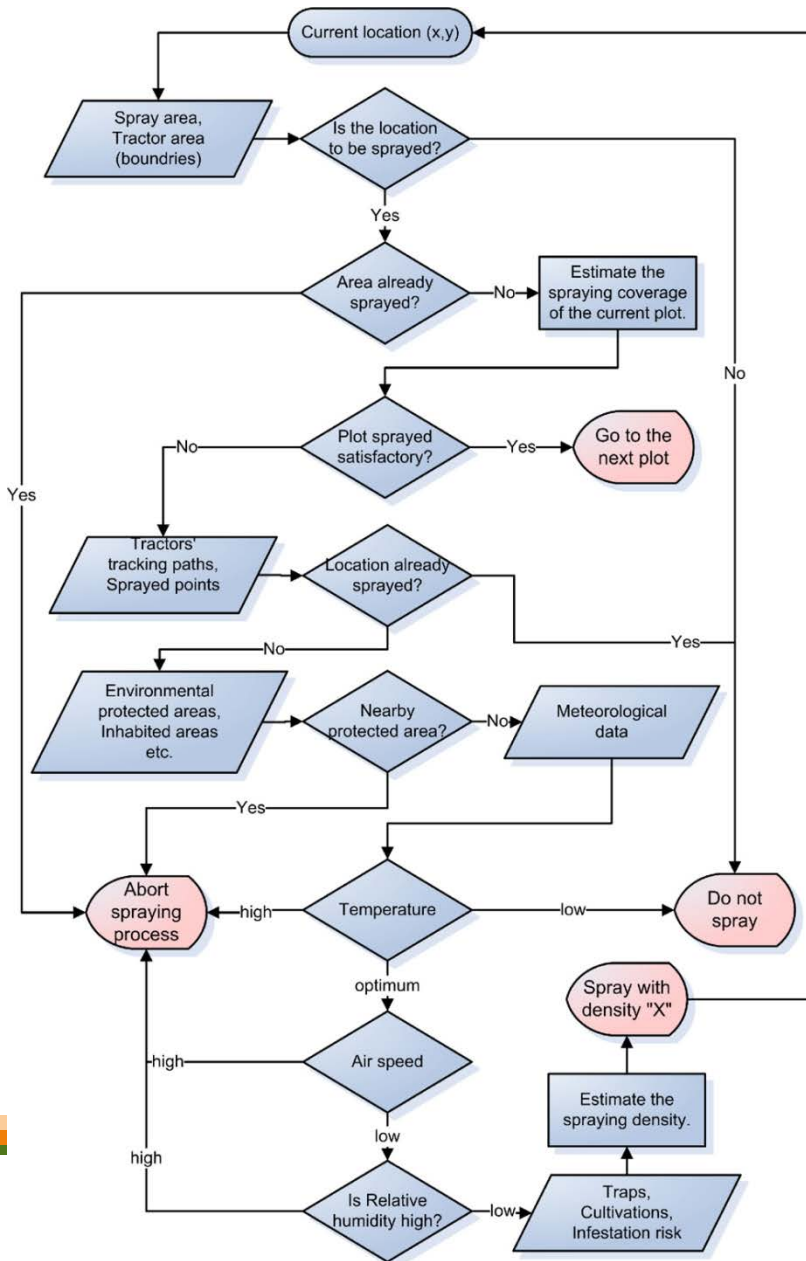 Current location (x,y)
Spray area,
Tractor area
(boundries)
Is the location
to be sprayed?
Yes
Area already
sprayed?
No
Estimate the
spraying coverage
of the current plot.
No
No
Plot sprayed
satisfactory?
Yes
Go to the
next plot
Yes
Tractors'
tracking paths,
Sprayed points
Location already
sprayed?
No
Yes
Environmental
protected areas,
Inhabited areas
etc.
Nearby
protected area?
No
Meteorological
data
Yes
Abort
spraying
process
high
Temperature
low
Do not
spray
optimum
Spray with
density "X"
high
Air speed
Estimate the
spraying density.
low
high
Is Relative
humidity high?
low
Traps,
Cultivations,
Infestation risk